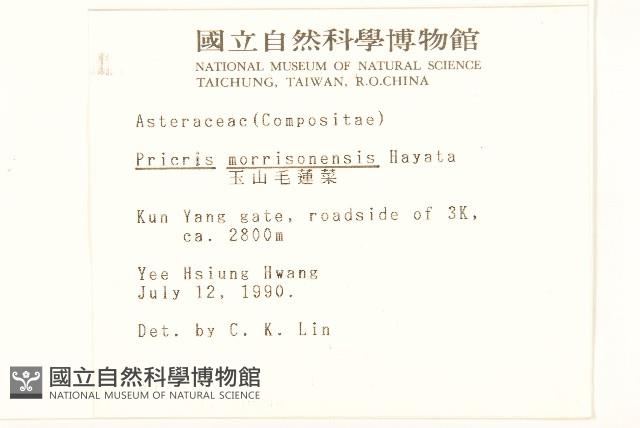 國立自然科學博物館
NATIONAL MUSEUM OF NATURAL SCIENCE
TAICHUNG, TAIWAN, R.O.CHINA
Asteraceac(Compositae)
Pricris morrisonensis Hayata
玉山毛蓮菜
Kun Yang gate, roadside of 3K,
ca. 2800m
Yee Hsiung Hwang
July 12, 1990.
Det. by C. K. Lin
國立自然科學博物館
NATIONAL MUSEUM OF NATURAL SCIENCE